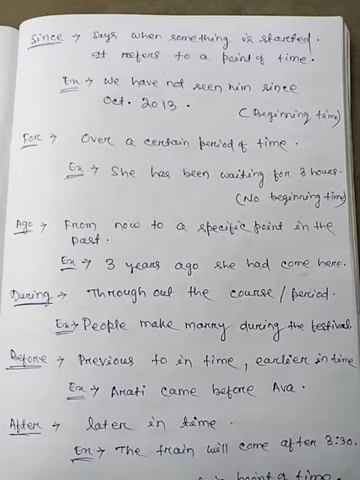 Since → Says when something is started.
It refers to a point of time.
Ex → We have not seen him since
Oct. 2013.
(Beginning time)
For → Over a certain period of time.
Ex → She has been waiting for 3 hours.
(No beginning time)
Ago → From now to a specific point in the
past.
Ex → 3 years ago she had come here.
During → Through out the course/period.
Ex → People make marry during the festival
Before → Previous to in time, earlier in time
Ex → Arati came before Ava.
After → later in time.
Ex → The train will come after 3:30.
point of time.